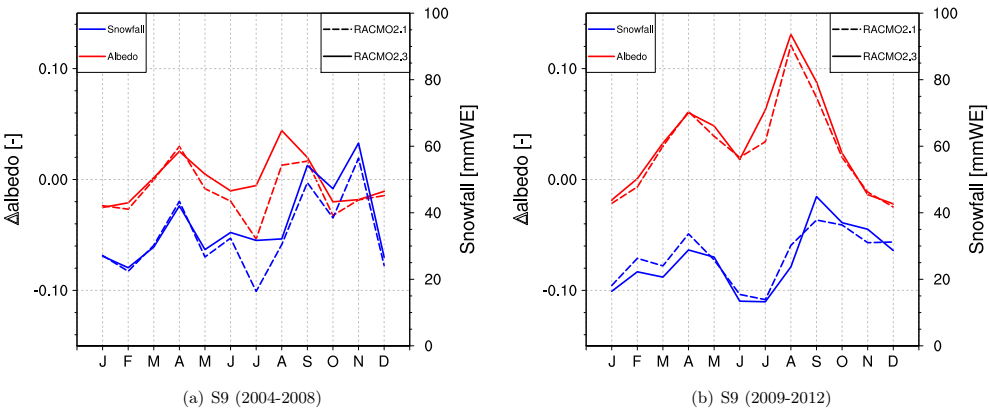 Snowfall
Albedo
RACMO2.1
RACMO2.3
0.10
0.00
-0.10
Δalbedo [-]
100
80
60
40
20
0
Snowfall [mmWE]
J F M A M J J A S O N D
(a) S9 (2004-2008)
Snowfall
Albedo
RACMO2.1
RACMO2.3
0.10
0.00
-0.10
Δalbedo [-]
100
80
60
40
20
0
Snowfall [mmWE]
J F M A M J J A S O N D
(b) S9 (2009-2012)